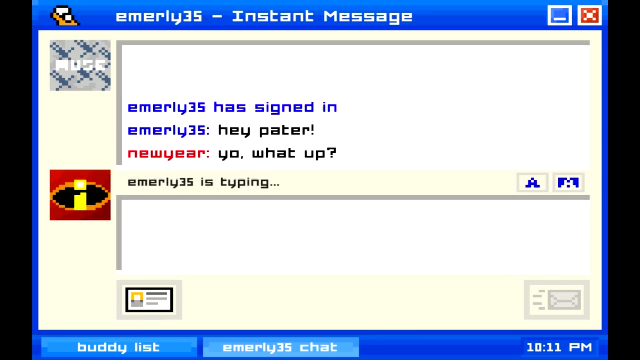 emerly35 - Instant Message
MUSE
emerly35 has signed in
emerly35: hey pater!
newyear: yo, what up?
emerly35 is typing...
A
buddy list
emerly35 chat
10:11 PM